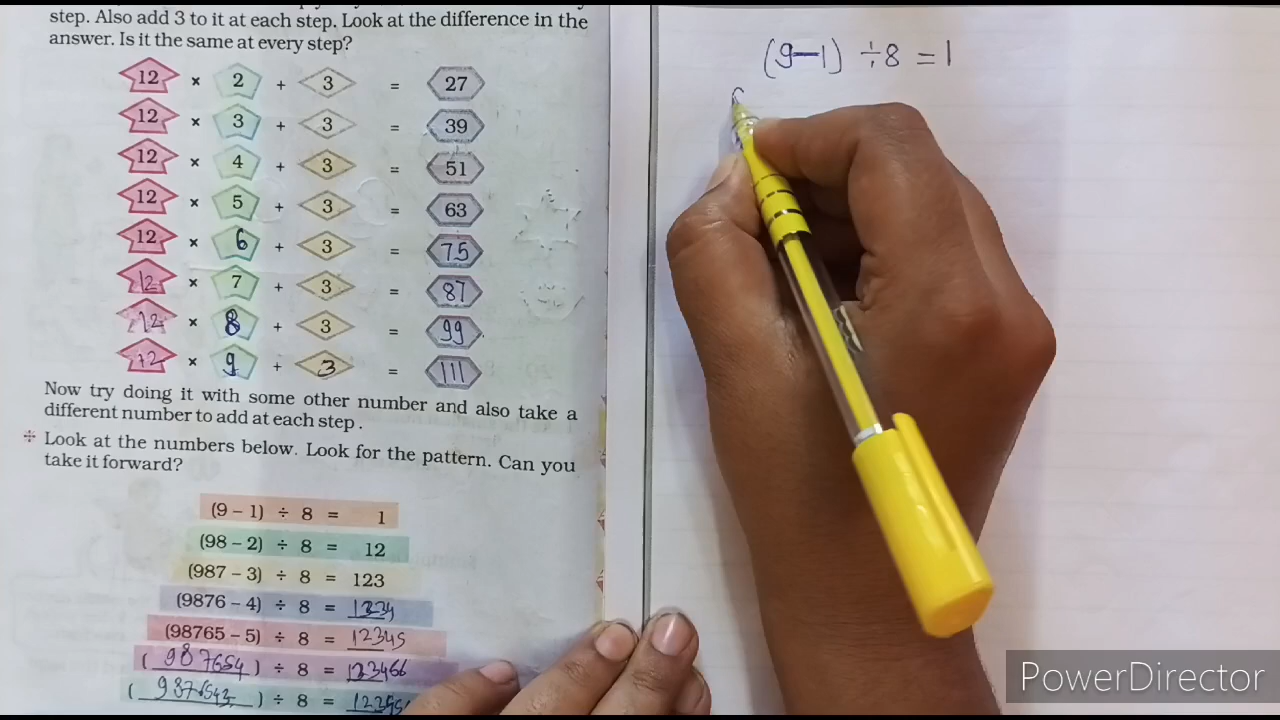 step. Also add 3 to it at each step. Look at the difference in the
answer. Is it the same at every step?
12 × 2 + 3 = 27
12 × 3 + 3 = 39
12 × 4 + 3 = 51
12 × 5 + 3 = 63
12 × 6 + 3 = 75
12 × 7 + 3 = 87
12 × 8 + 3 = 99
12 × 9 + 3 = 111
Now try doing it with some other number and also take a
different number to add at each step.
÷ Look at the numbers below. Look for the pattern. Can you
take it forward?
(9 – 1) ÷ 8 = 1
(98 – 2) ÷ 8 = 12
(987 – 3) ÷ 8 = 123
(9876 – 4) ÷ 8 = 1234
(98765 – 5) ÷ 8 = 12345
( 987654 ) ÷ 8 =
( ) ÷ 8 =
(9–1) ÷8 = 1
PowerDirector